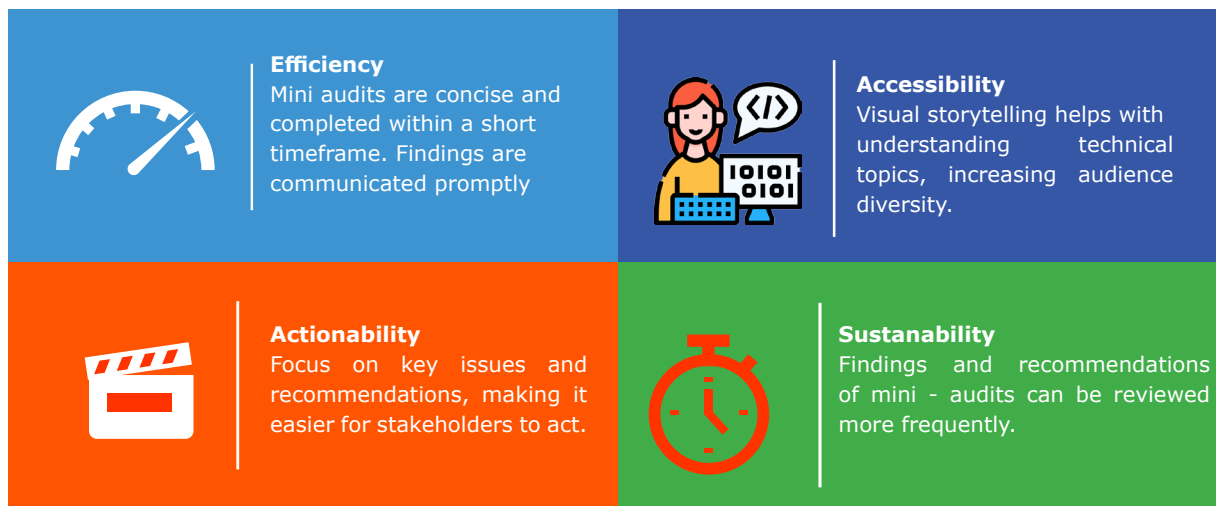 Efficiency
Mini audits are concise and
completed within a short
timeframe. Findings are
communicated promptly
Accessibility
Visual storytelling helps with
understanding technical
topics, increasing audience
diversity.
</>
10101
0101
Actionability
Focus on key issues and
recommendations, making it
easier for stakeholders to act.
Sustanability
Findings and recommendations
of mini - audits can be reviewed
more frequently.